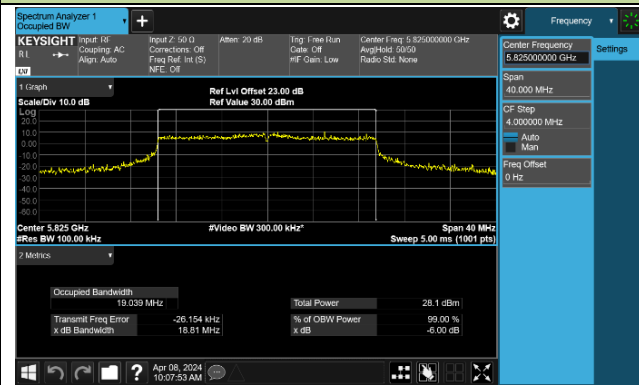 Spectrum Analyzer 1
Occupied BW
+
Frequency
KEYSIGHT
Input: RF
Input Z: 50 Ω
Atten: 20 dB
Trig: Free Run
Center Freq: 5.825000000 GHz
RL
Coupling: AC
Corrections: Off
Gate: Off
Avg|Hold: 50/50
Align: Auto
Freq Ref: Int (S)
#IF Gain: Low
Radio Std: None
NFE: Off
Center Frequency
5.825000000 GHz
Settings
Span
40.000 MHz
CF Step
4.000000 MHz
Auto
Man
Freq Offset
0 Hz
1 Graph
Ref Lvl Offset 23.00 dB
Scale/Div 10.0 dB
Ref Value 30.00 dBm
Log
20.0
10.0
0.00
-10.0
-20.0
-30.0
-40.0
-50.0
-60.0
Center 5.825 GHz
#Video BW 300.00 kHz*
Span 40 MHz
#Res BW 100.00 kHz
Sweep 5.00 ms (1001 pts)
2 Metrics
Occupied Bandwidth
19.039 MHz
Total Power
28.1 dBm
Transmit Freq Error
-26.154 kHz
% of OBW Power
99.00 %
x dB Bandwidth
18.81 MHz
x dB
-6.00 dB
?
Apr 08, 2024
10:07:53 AM